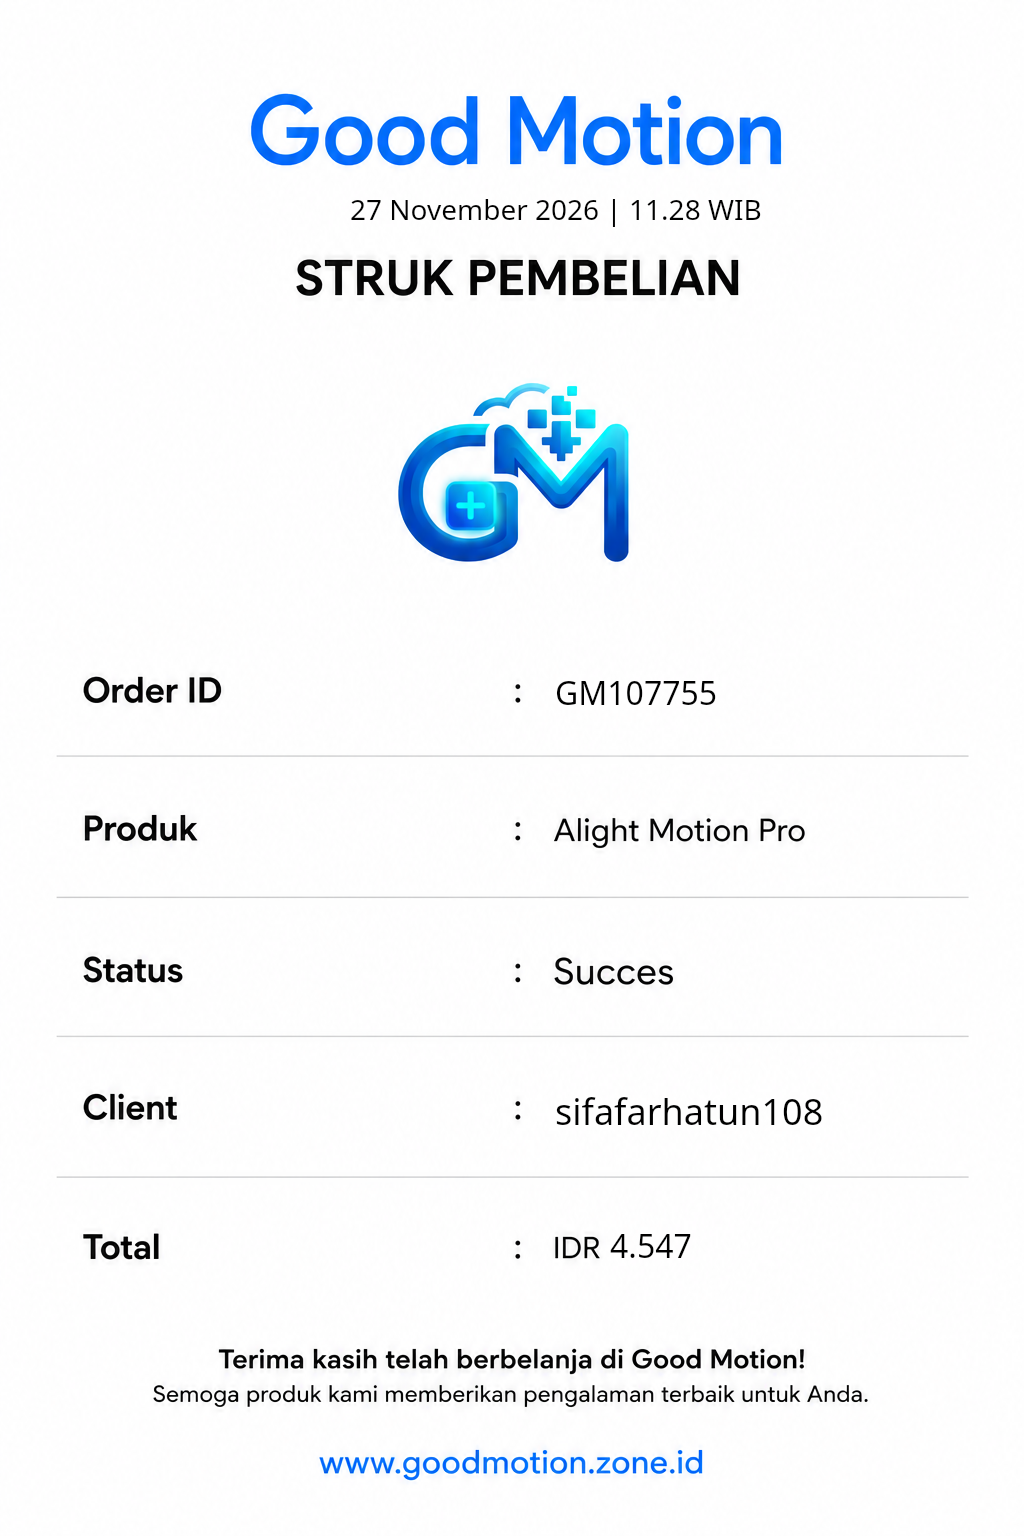 Good Motion
27 November 2026 | 11.28 WIB
STRUK PEMBELIAN
GM
Order ID : GM107755
Produk : Alight Motion Pro
Status : Succes
Client : sifafarhatun108
Total : IDR 4.547
Terima kasih telah berbelanja di Good Motion!
Semoga produk kami memberikan pengalaman terbaik untuk Anda.
www.goodmotion.zone.id